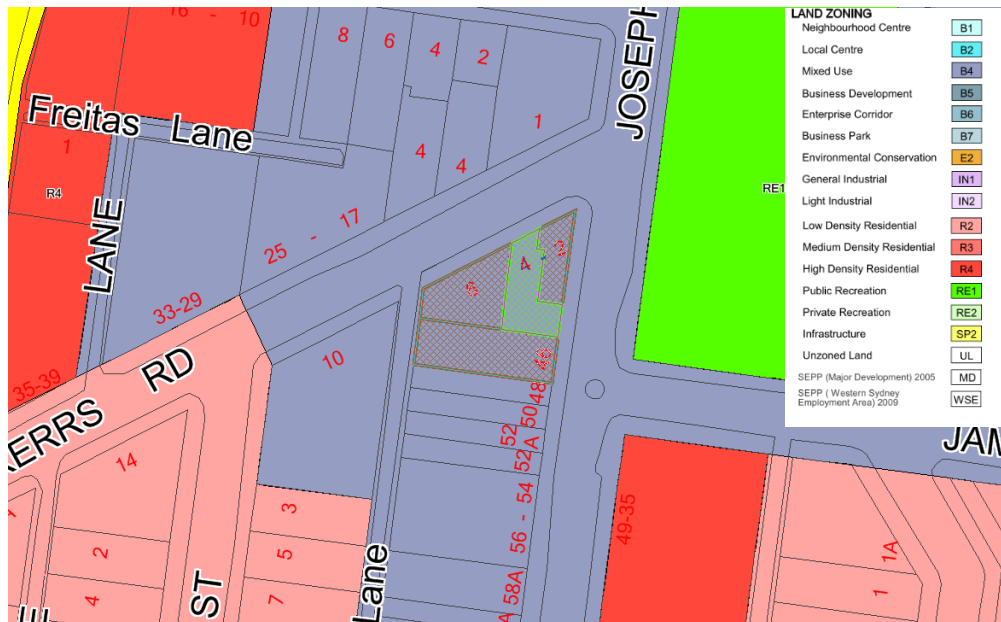 16 - 10
8
6
4
2
1
4
4
JOSEPH
Freitas Lane
1
R4
LANE
25 - 17
RE1
33-29
4
2
6
35-39
RD
10
KERRS
48
50
52
52A
56 - 54
58A
A
14
2
4
ST
3
5
7
Lane
49-35
JAM
1A
1
LAND ZONING
Neighbourhood Centre B1
Local Centre B2
Mixed Use B4
Business Development B5
Enterprise Corridor B6
Business Park B7
Environmental Conservation E2
General Industrial IN1
Light Industrial IN2
Low Density Residential R2
Medium Density Residential R3
High Density Residential R4
Public Recreation RE1
Private Recreation RE2
Infrastructure SP2
Unzoned Land UL
SEPP (Major Development) 2005 MD
SEPP ( Western Sydney
Employment Area) 2009 WSE